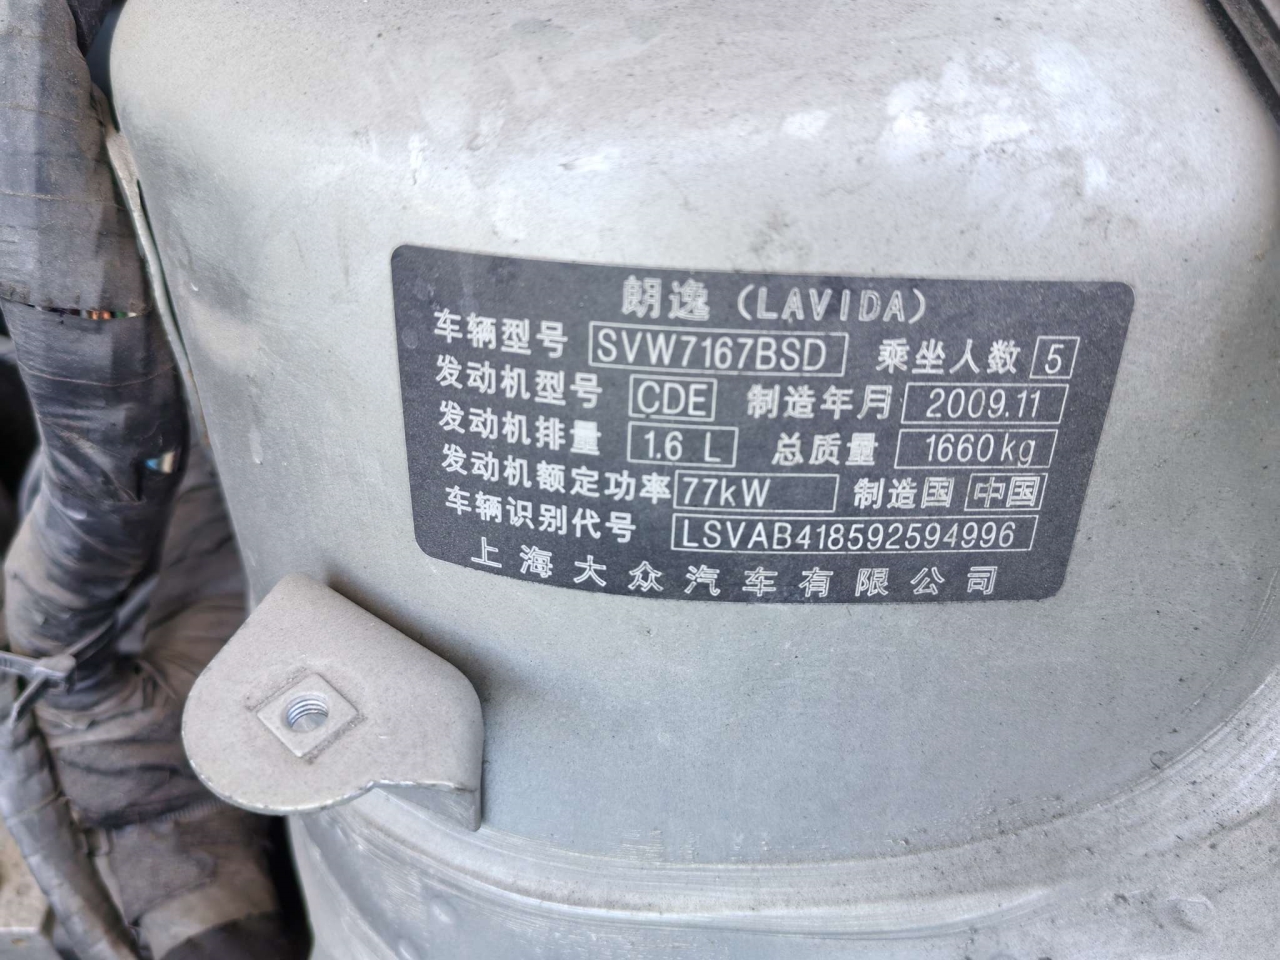 朗逸（LAVIDA）
车辆型号 SVW7167BSD 乘坐人数 5
发动机型号 CDE 制造年月 2009.11
发动机排量 1.6 L 总质量 1660kg
发动机额定功率 77kW 制造国 中国
车辆识别代号 LSVAB418592594996
上海大众汽车有限公司